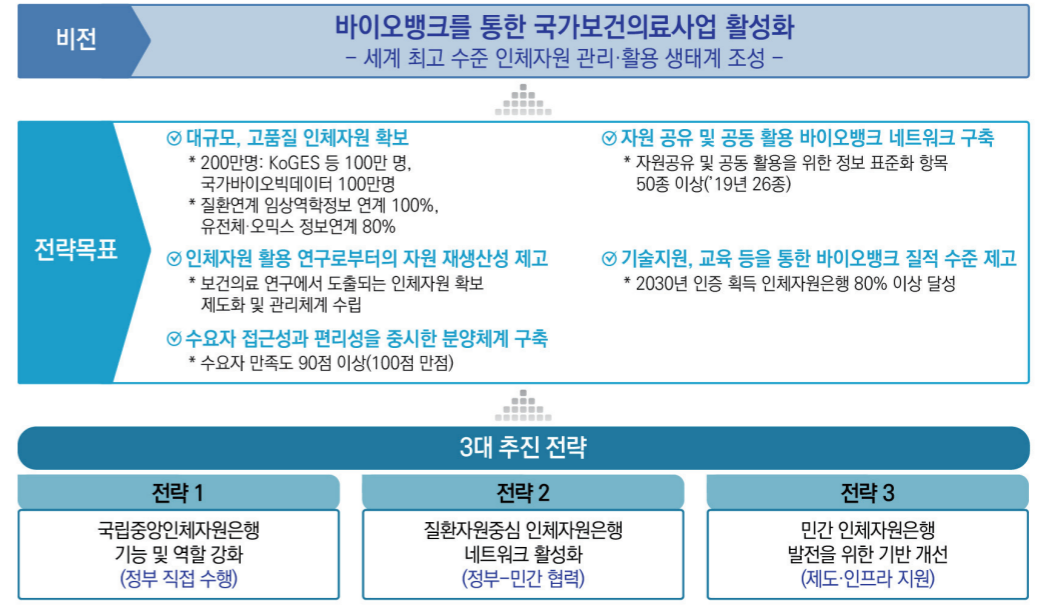 비전
바이오뱅크를 통한 국가보건의료사업 활성화
- 세계 최고 수준 인체자원 관리·활용 생태계 조성 -
전략목표
대규모, 고품질 인체자원 확보
* 200만명: KoGES 등 100만 명,
국가바이오빅데이터 100만명
* 질환연계 임상역학정보 연계 100%,
유전체·오믹스 정보연계 80%
인체자원 활용 연구로부터의 자원 재생산성 제고
* 보건의료 연구에서 도출되는 인체자원 확보
제도화 및 관리체계 수립
수요자 접근성과 편리성을 중시한 분양체계 구축
* 수요자 만족도 90점 이상(100점 만점)
자원 공유 및 공동 활용 바이오뱅크 네트워크 구축
* 자원공유 및 공동 활용을 위한 정보 표준화 항목
50종 이상('19년 26종)
기술지원, 교육 등을 통한 바이오뱅크 질적 수준 제고
* 2030년 인증 획득 인체자원은행 80% 이상 달성
3대 추진 전략
전략 1
국립중앙인체자원은행
기능 및 역할 강화
(정부 직접 수행)
전략 2
질환자원중심 인체자원은행
네트워크 활성화
(정부-민간 협력)
전략 3
민간 인체자원은행
발전을 위한 기반 개선
(제도·인프라 지원)